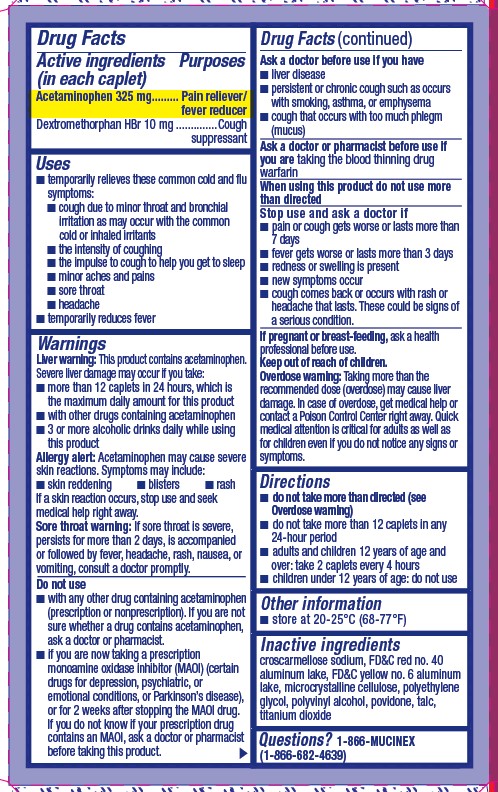 Drug Facts
Active ingredients Purposes
(in each caplet)
Acetaminophen 325 mg......... Pain reliever/
fever reducer
Dextromethorphan HBr 10 mg ..............Cough
suppressant
Uses
■ temporarily relieves these common cold and flu
symptoms:
■ cough due to minor throat and bronchial
irritation as may occur with the common
cold or inhaled irritants
■ the intensity of coughing
■ the impulse to cough to help you get to sleep
■ minor aches and pains
■ sore throat
■ headache
■ temporarily reduces fever
Warnings
Liver warning: This product contains acetaminophen.
Severe liver damage may occur if you take:
■ more than 12 caplets in 24 hours, which is
the maximum daily amount for this product
■ with other drugs containing acetaminophen
■ 3 or more alcoholic drinks daily while using
this product
Allergy alert: Acetaminophen may cause severe
skin reactions. Symptoms may include:
■ skin reddening ■ blisters ■ rash
If a skin reaction occurs, stop use and seek
medical help right away.
Sore throat warning: If sore throat is severe,
persists for more than 2 days, is accompanied
or followed by fever, headache, rash, nausea, or
vomiting, consult a doctor promptly.
Do not use
■ with any other drug containing acetaminophen
(prescription or nonprescription). If you are not
sure whether a drug contains acetaminophen,
ask a doctor or pharmacist.
■ if you are now taking a prescription
monoamine oxidase inhibitor (MAOI) (certain
drugs for depression, psychiatric, or
emotional conditions, or Parkinson's disease),
or for 2 weeks after stopping the MAOI drug.
If you do not know if your prescription drug
contains an MAOI, ask a doctor or pharmacist
before taking this product.
Drug Facts (continued)
Ask a doctor before use if you have
■ liver disease
■ persistent or chronic cough such as occurs
with smoking, asthma, or emphysema
■ cough that occurs with too much phlegm
(mucus)
Ask a doctor or pharmacist before use if
you are taking the blood thinning drug
warfarin
When using this product do not use more
than directed
Stop use and ask a doctor if
■ pain or cough gets worse or lasts more than
7 days
■ fever gets worse or lasts more than 3 days
■ redness or swelling is present
■ new symptoms occur
■ cough comes back or occurs with rash or
headache that lasts. These could be signs of
a serious condition.
If pregnant or breast-feeding, ask a health
professional before use.
Keep out of reach of children.
Overdose warning: Taking more than the
recommended dose (overdose) may cause liver
damage. In case of overdose, get medical help or
contact a Poison Control Center right away. Quick
medical attention is critical for adults as well as
for children even if you do not notice any signs or
symptoms.
Directions
■ do not take more than directed (see
Overdose warning)
■ do not take more than 12 caplets in any
24-hour period
■ adults and children 12 years of age and
over: take 2 caplets every 4 hours
■ children under 12 years of age: do not use
Other information
■ store at 20-25°C (68-77°F)
Inactive ingredients
croscarmellose sodium, FD&C red no. 40
aluminum lake, FD&C yellow no. 6 aluminum
lake, microcrystalline cellulose, polyethylene
glycol, polyvinyl alcohol, povidone, talc,
titanium dioxide
Questions? 1-866-MUCINEX
(1-866-682-4639)